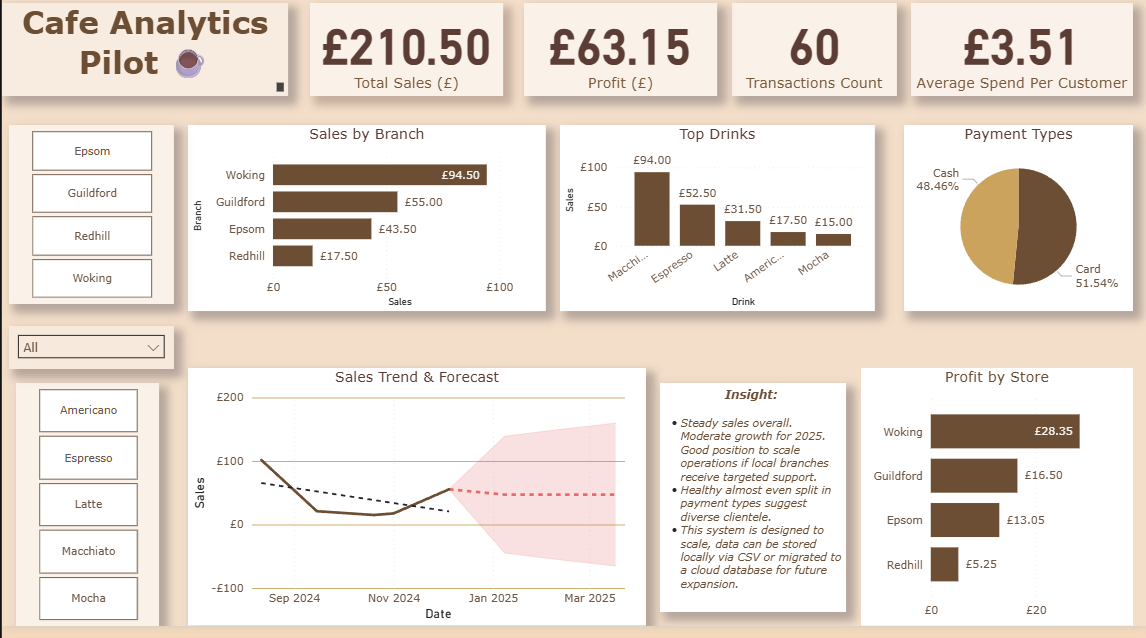 Cafe Analytics
Pilot
£210.50
Total Sales (£)
£63.15
Profit (£)
60
Transactions Count
£3.51
Average Spend Per Customer
Epsom
Guildford
Redhill
Woking
Sales by Branch
Branch
Woking £94.50
Guildford £55.00
Epsom £43.50
Redhill £17.50
£0 £50 £100
Sales
Top Drinks
Sales
£100
£50
£0
£94.00
£52.50
£31.50
£17.50
£15.00
Macchi...
Espresso
Latte
Americ...
Mocha
Drink
Payment Types
Cash
48.46%
Card
51.54%
All
Americano
Espresso
Latte
Macchiato
Mocha
Sales Trend & Forecast
Sales
£200
£100
£0
-£100
Sep 2024 Nov 2024 Jan 2025 Mar 2025
Date
Insight:
• Steady sales overall.
Moderate growth for 2025.
Good position to scale
operations if local branches
receive targeted support.
• Healthy almost even split in
payment types suggest
diverse clientele.
• This system is designed to
scale, data can be stored
locally via CSV or migrated to
a cloud database for future
expansion.
Profit by Store
Woking £28.35
Guildford £16.50
Epsom £13.05
Redhill £5.25
£0 £20